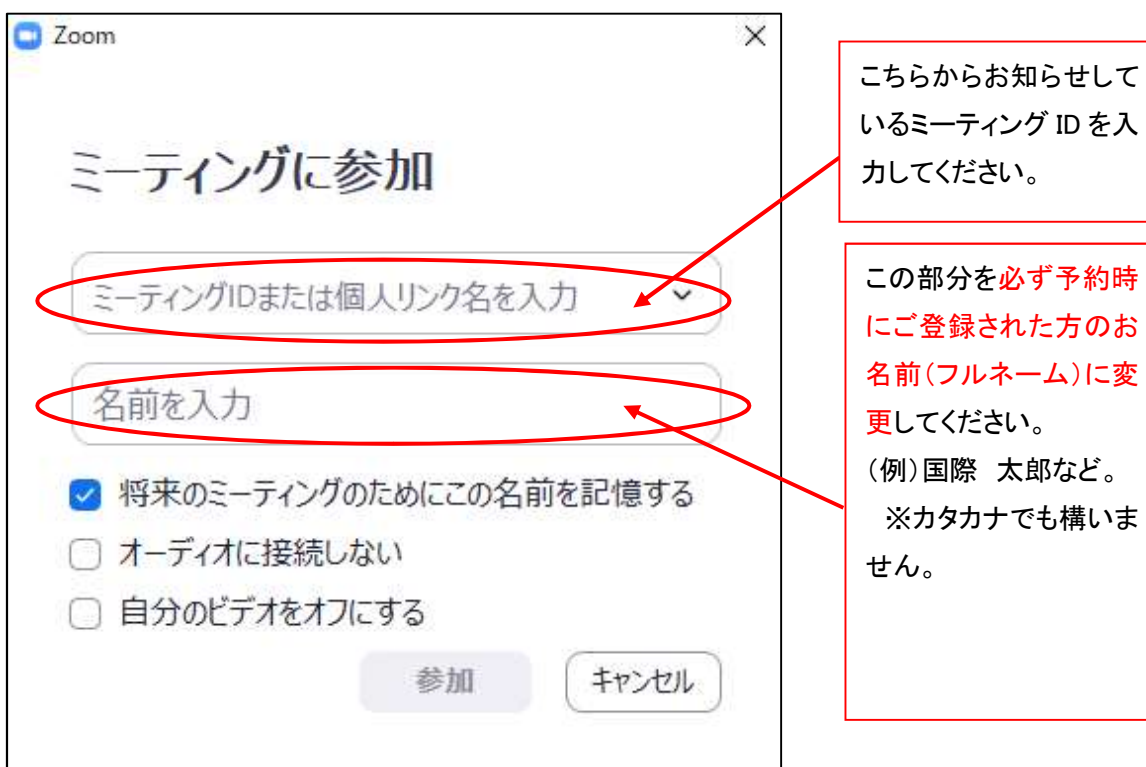 Zoom
ミーティングに参加
ミーティングIDまたは個人リンク名を入力
名前を入力
将来のミーティングのためにこの名前を記憶する
オーディオに接続しない
自分のビデオをオフにする
参加
キャンセル
こちらからお知らせして
いるミーティング ID を入
力してください。
この部分を必ず予約時
にご登録された方のお
名前(フルネーム)に変
更してください。
(例)国際　太郎など。
※カタカナでも構いま
せん。